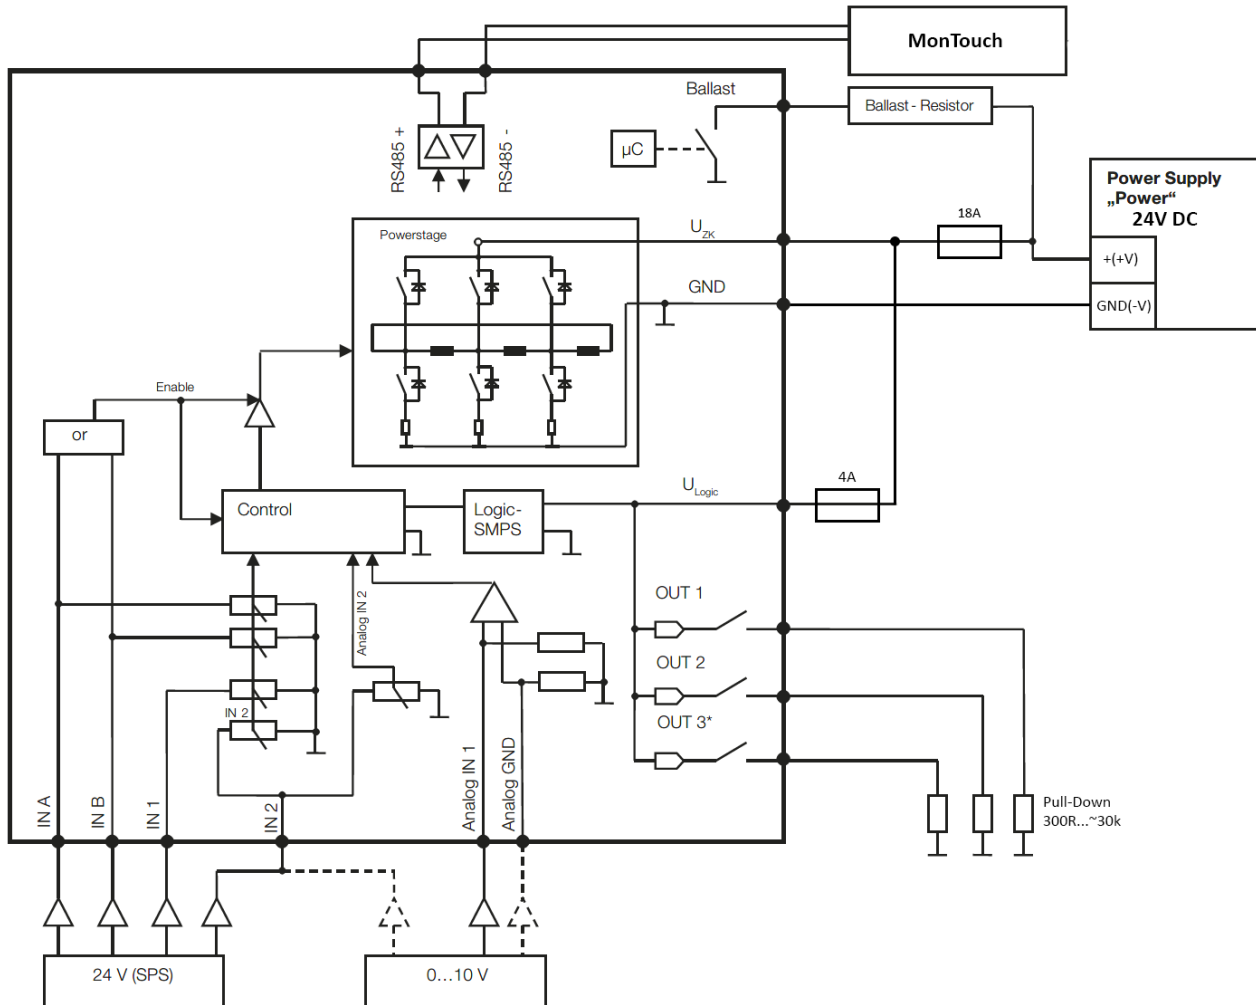 MonTouch
Ballast
Ballast - Resistor
RS485 +
RS485 -
µC
Power Supply
„Power“
24V DC
18A
Powerstage
U ZK
+(+V)
GND
GND(-V)
Enable
or
4A
U Logic
Control
Logic-
SMPS
OUT 1
Analog IN 2
OUT 2
IN 2
OUT 3*
Analog IN 1
Analog GND
IN A
IN B
IN 1
IN 2
Pull-Down
300R...~30k
24 V (SPS)
0...10 V